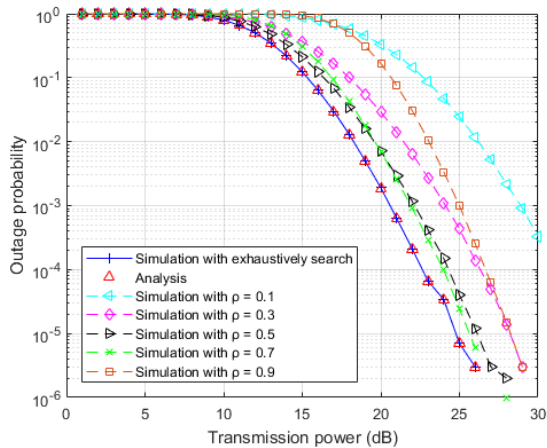 10^0
10^-1
10^-2
10^-3
10^-4
10^-5
10^-6
Outage probability
Simulation with exhaustively search
Analysis
Simulation with ρ = 0.1
Simulation with ρ = 0.3
Simulation with ρ = 0.5
Simulation with ρ = 0.7
Simulation with ρ = 0.9
0 5 10 15 20 25 30
Transmission power (dB)